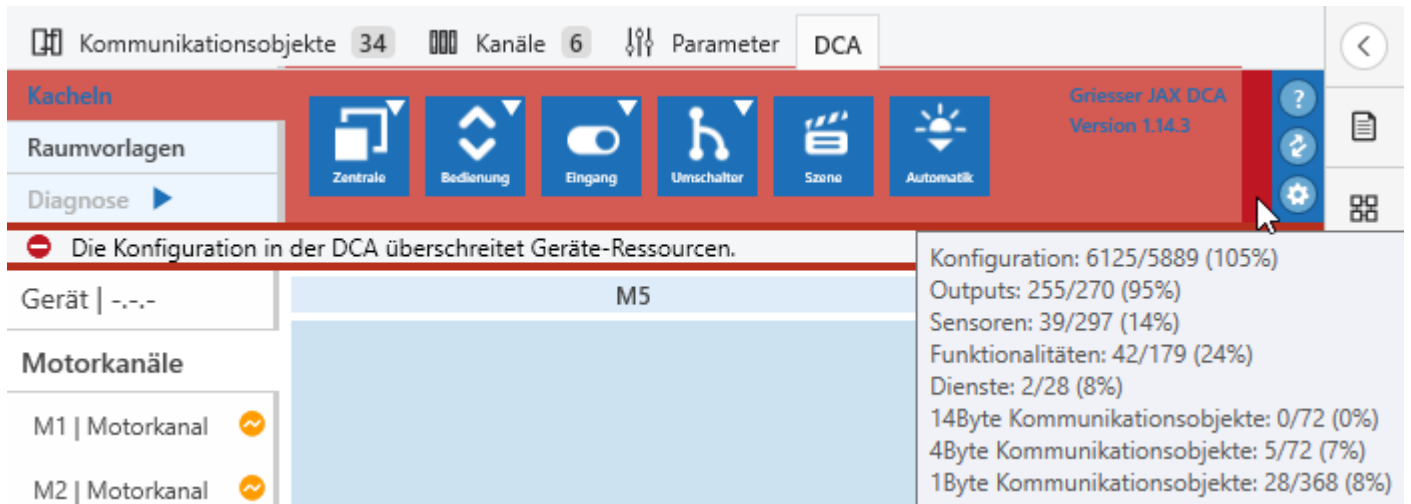 Kommunikationsobjekte 34 Kanäle 6 Parameter DCA
Kacheln
Raumvorlagen
Diagnose
Zentrale Bedienung Eingang Umschalter Szene Automatik
Griesser JAX DCA
Version 1.14.3
?
Die Konfiguration in der DCA überschreitet Geräte-Ressourcen.
Gerät | -.-.-
M5
Motorkanäle
M1 | Motorkanal
M2 | Motorkanal
Konfiguration: 6125/5889 (105%)
Outputs: 255/270 (95%)
Sensoren: 39/297 (14%)
Funktionalitäten: 42/179 (24%)
Dienste: 2/28 (8%)
14Byte Kommunikationsobjekte: 0/72 (0%)
4Byte Kommunikationsobjekte: 5/72 (7%)
1Byte Kommunikationsobjekte: 28/368 (8%)